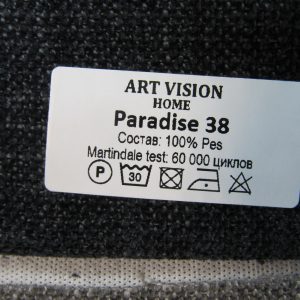 ART VISION
HOME
Paradise 38
Состав: 100% Pes
Martindale test: 60 000 циклов
P 30